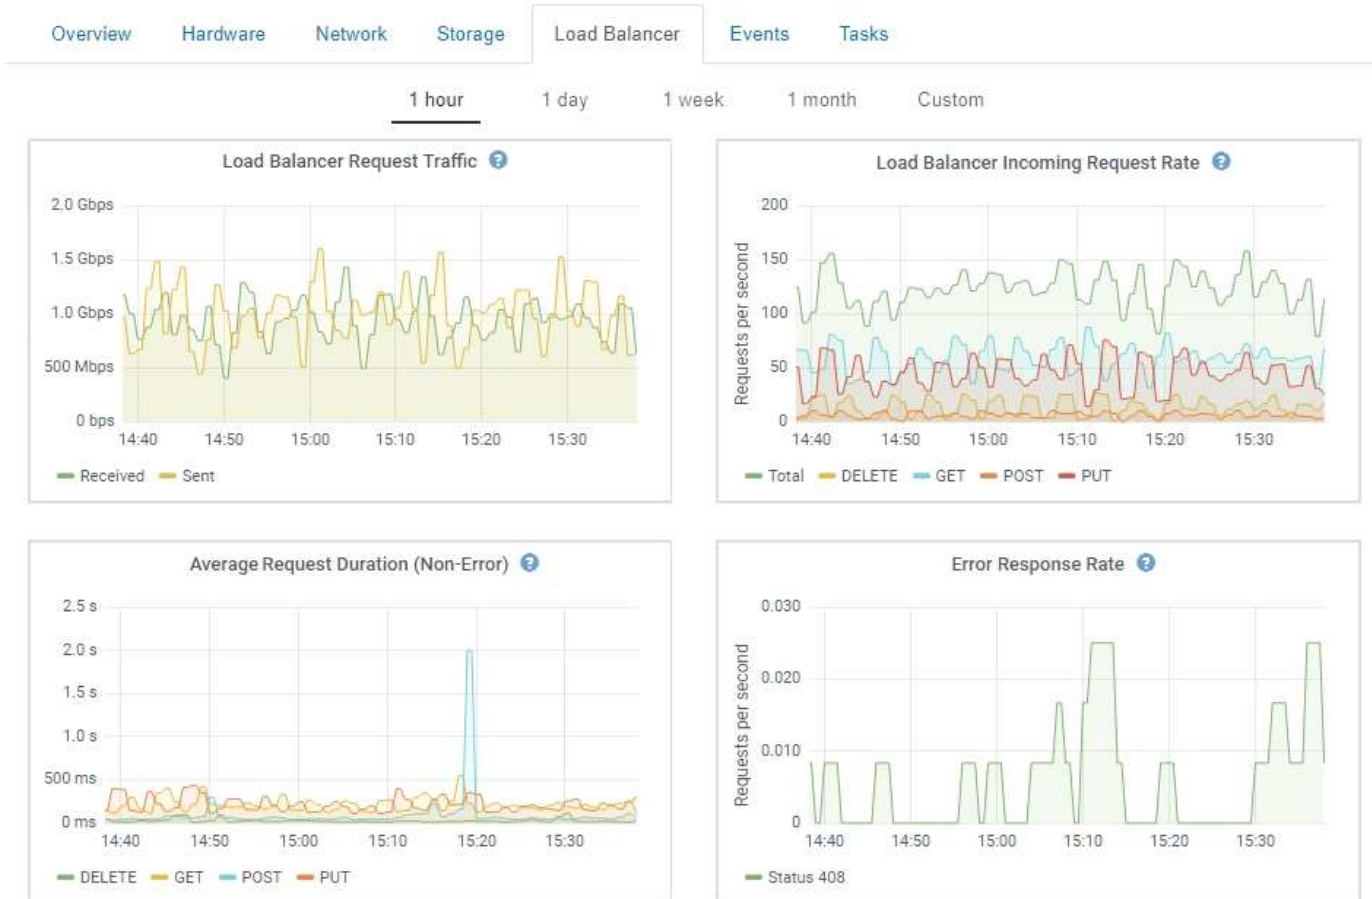 Overview Hardware Network Storage Load Balancer Events Tasks
1 hour 1 day 1 week 1 month Custom
Load Balancer Request Traffic ?
2.0 Gbps
1.5 Gbps
1.0 Gbps
500 Mbps
0 bps
14:40 14:50 15:00 15:10 15:20 15:30
Received Sent
Load Balancer Incoming Request Rate ?
Requests per second
200
150
100
50
0
14:40 14:50 15:00 15:10 15:20 15:30
Total DELETE GET POST PUT
Average Request Duration (Non-Error) ?
2.5 s
2.0 s
1.5 s
1.0 s
500 ms
0 ms
14:40 14:50 15:00 15:10 15:20 15:30
DELETE GET POST PUT
Error Response Rate ?
Requests per second
0.030
0.020
0.010
0
14:40 14:50 15:00 15:10 15:20 15:30
Status 408